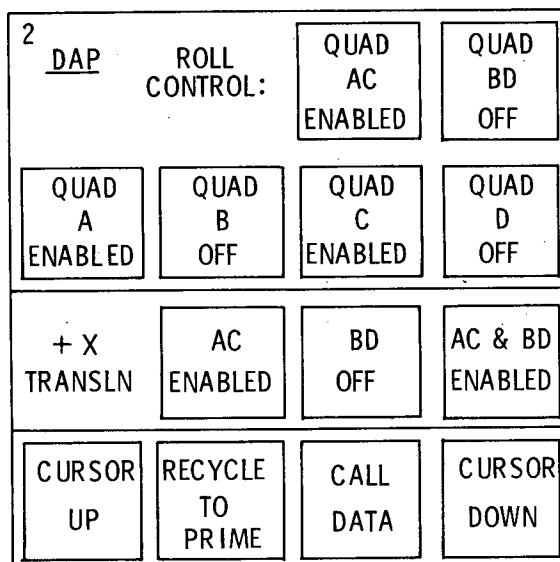 2
DAP
ROLL
CONTROL:
QUAD
AC
ENABLED
QUAD
BD
OFF
QUAD
A
ENABLED
QUAD
B
OFF
QUAD
C
ENABLED
QUAD
D
OFF
+ X
TRANSLN
AC
ENABLED
BD
OFF
AC & BD
ENABLED
CURSOR
UP
RECYCLE
TO
PRIME
CALL
DATA
CURSOR
DOWN